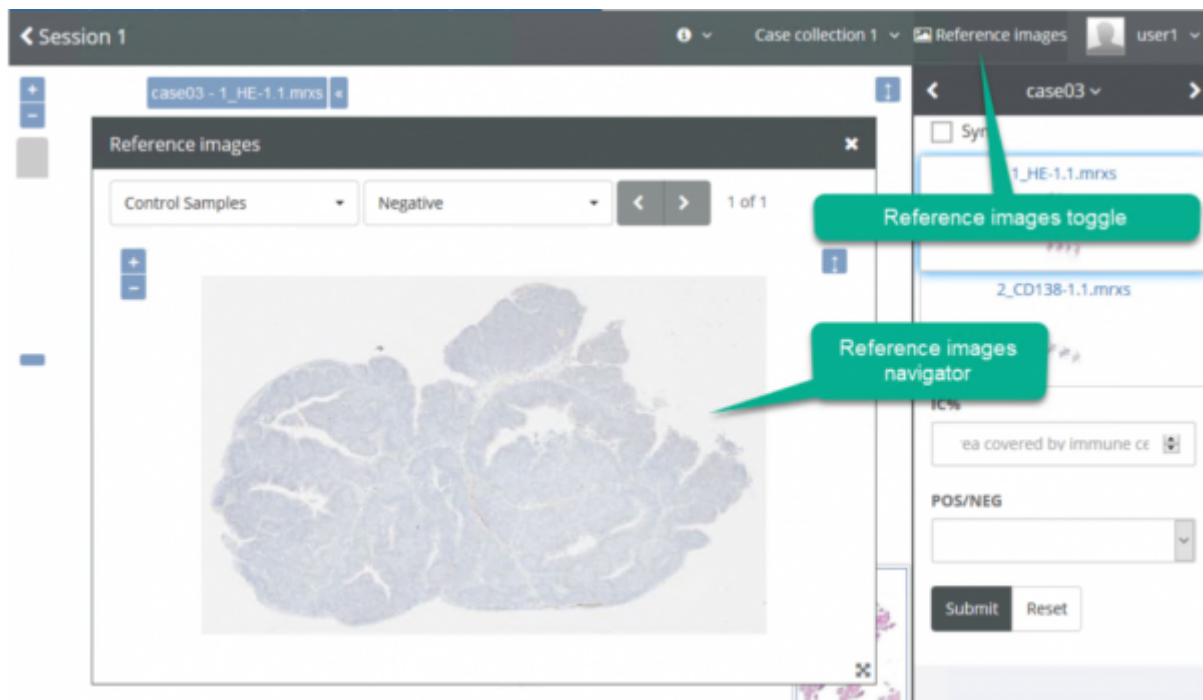 Session 1
Case collection 1
Reference images
user1
case03 - 1_HE-1.1.mrxs «
case03
Reference images
1_HE-1.1.mrxs
Control Samples
Negative
1 of 1
Reference images toggle
2_CD138-1.1.mrxs
Reference images
navigator
IC%
ea covered by immune ce
POS/NEG
Submit
Reset